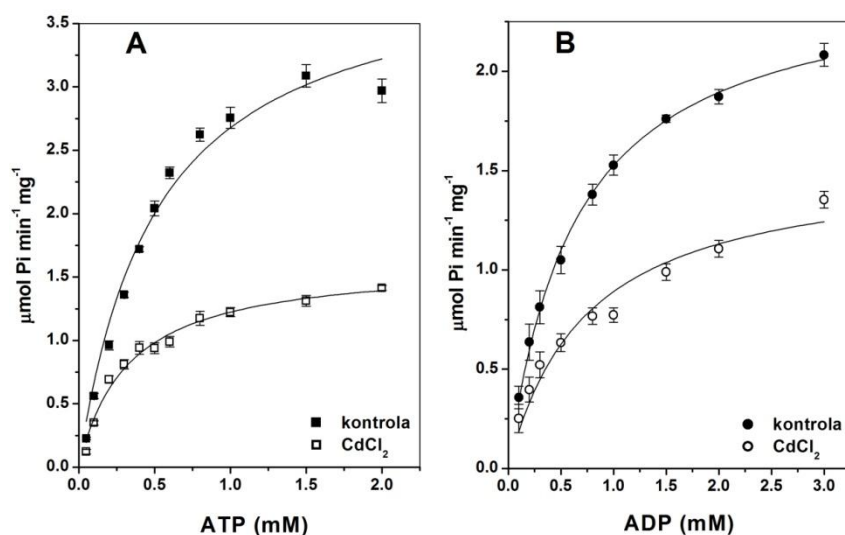 A
μmol Pi min⁻¹ mg⁻¹
3.5
3.0
2.5
2.0
1.5
1.0
0.5
0.0
■ kontrola
□ CdCl₂
0.0 0.5 1.0 1.5 2.0
ATP (mM)
B
μmol Pi min⁻¹ mg⁻¹
2.0
1.5
1.0
0.5
0.0
● kontrola
○ CdCl₂
0.0 0.5 1.0 1.5 2.0 2.5 3.0
ADP (mM)